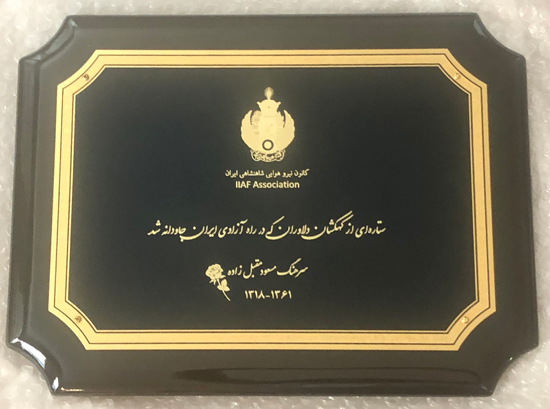 کانون نیرو هوایی شاهنشاهی ایران
IIAF Association
ستاره‌ای از کهکشان دلاوران که در راه آزادی ایران جاودانه شد
سرهنگ مسعود مقبل زاده
۱۳۱۸-۱۳۶۱